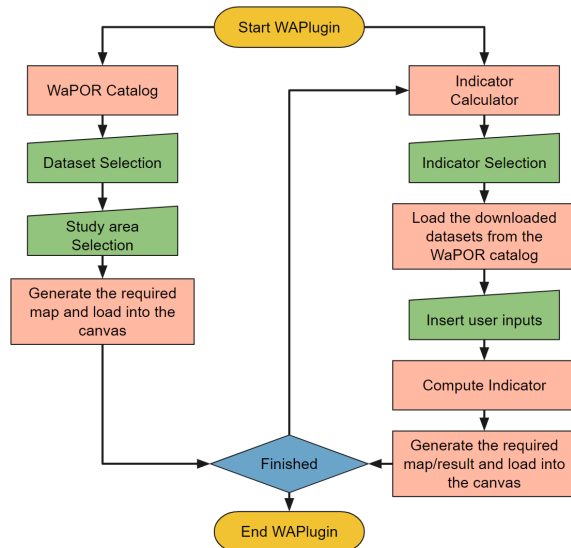 Start WAPlugin
WaPOR Catalog
Dataset Selection
Study area
Selection
Generate the required
map and load into the
canvas
Indicator
Calculator
Indicator Selection
Load the downloaded
datasets from the
WaPOR catalog
Insert user inputs
Compute Indicator
Generate the required
map/result and load into
the canvas
Finished
End WAPlugin